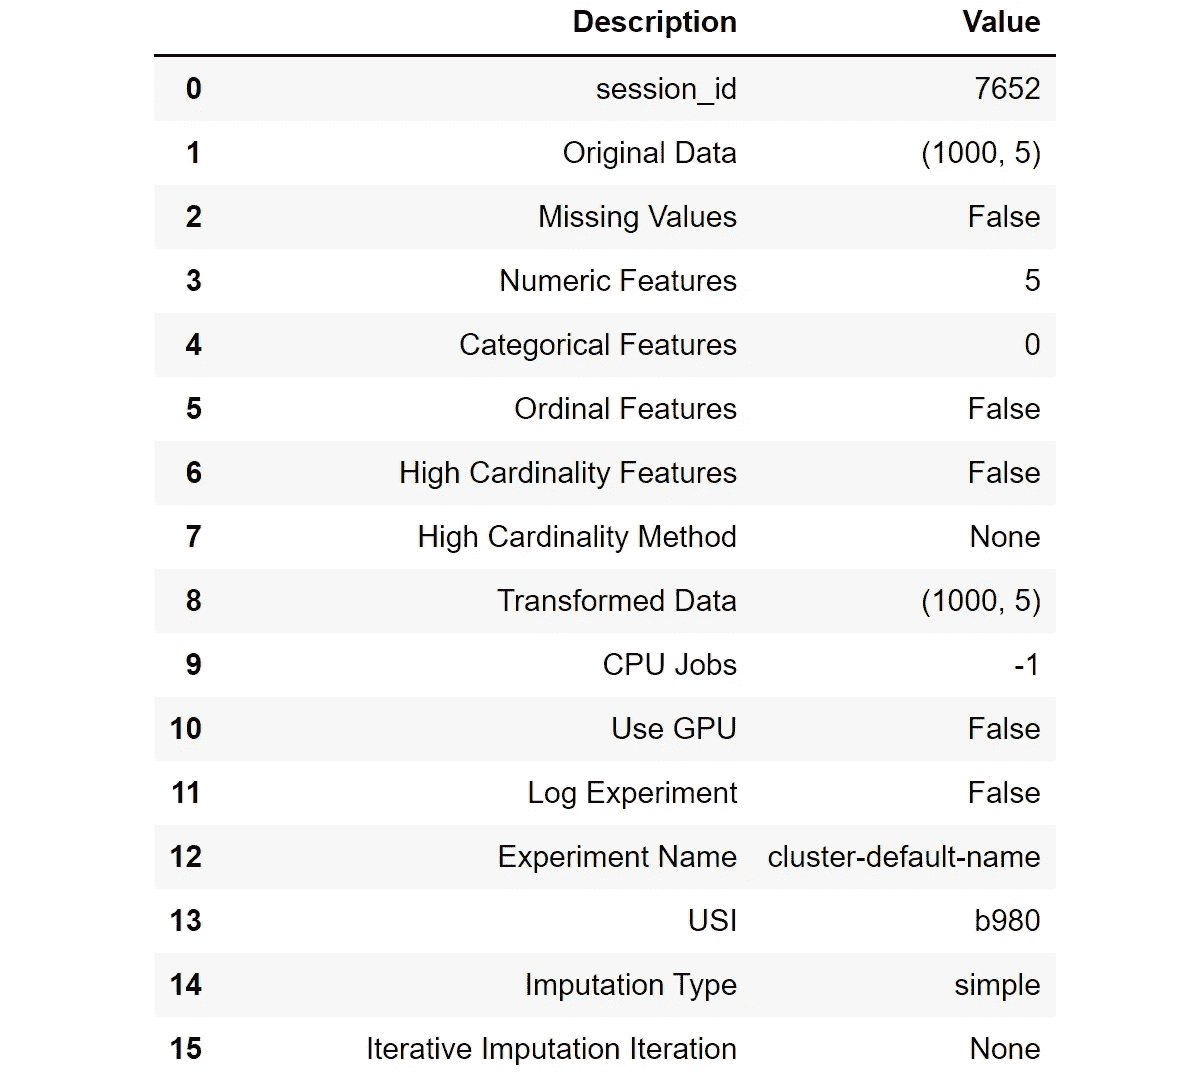 Description Value
0 session_id 7652
1 Original Data (1000, 5)
2 Missing Values False
3 Numeric Features 5
4 Categorical Features 0
5 Ordinal Features False
6 High Cardinality Features False
7 High Cardinality Method None
8 Transformed Data (1000, 5)
9 CPU Jobs -1
10 Use GPU False
11 Log Experiment False
12 Experiment Name cluster-default-name
13 USI b980
14 Imputation Type simple
15 Iterative Imputation Iteration None